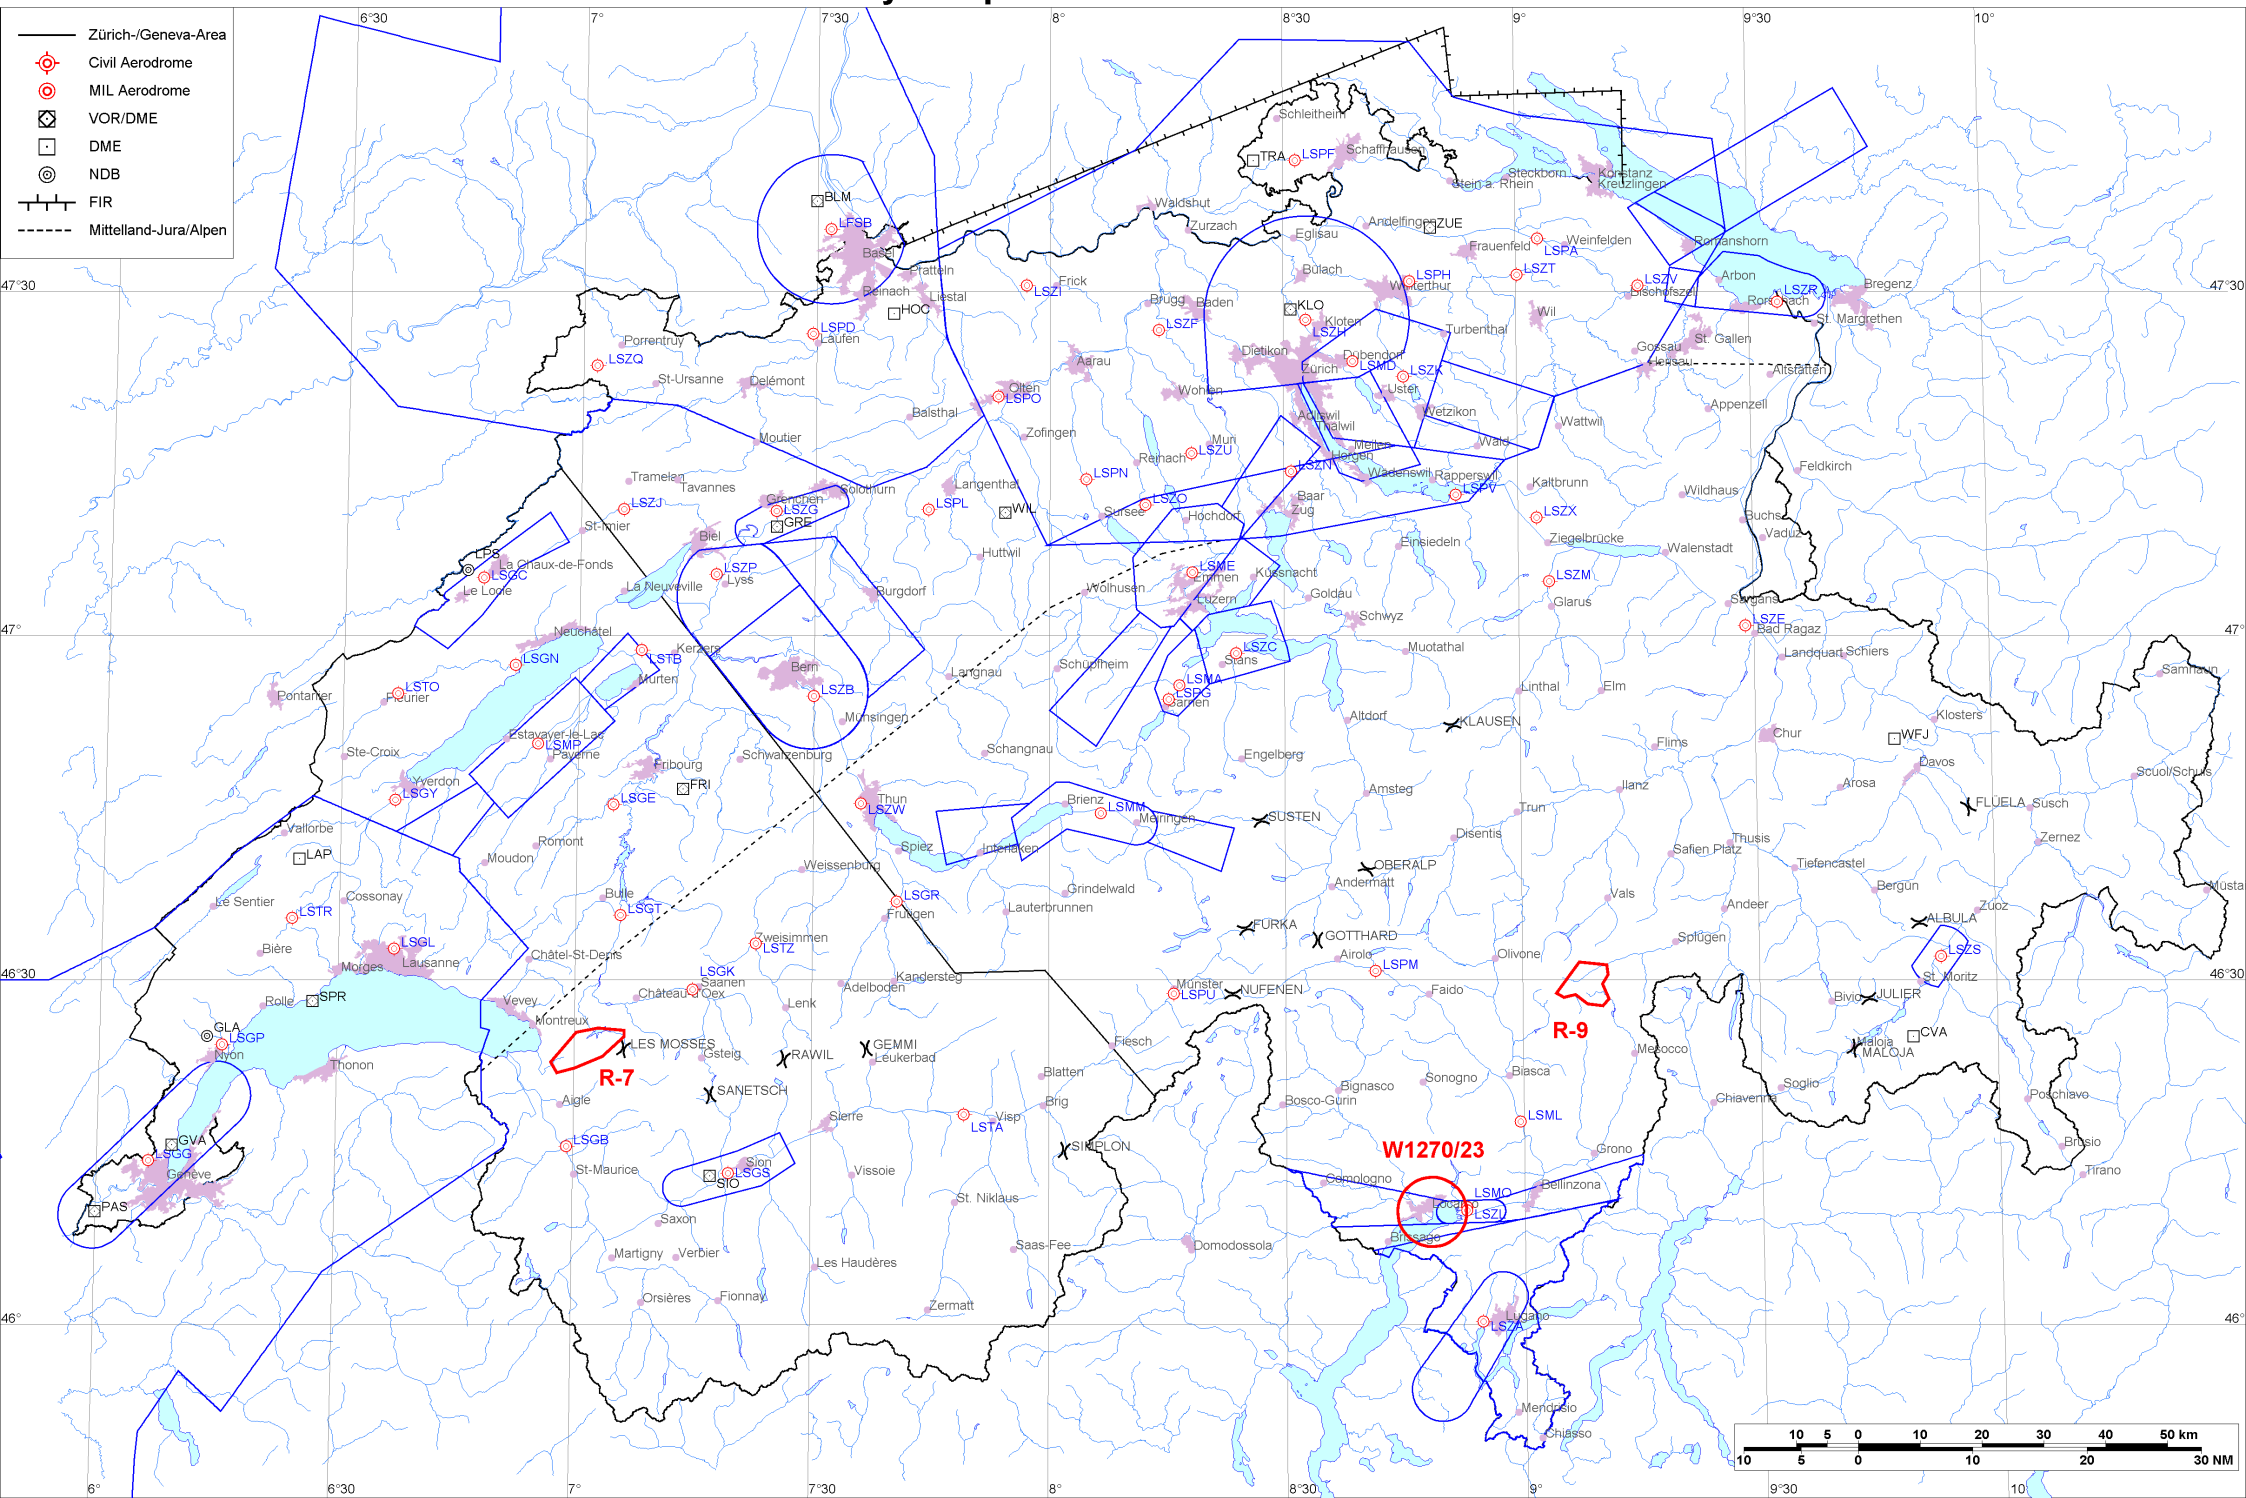 6°30
7°
7°30
8°
8°30
9°
9°30
10°
Zürich-/Geneva-Area
Civil Aerodrome
MIL Aerodrome
VOR/DME
DME
NDB
FIR
Mittelland-Jura/Alpen
Schleitheim
TRA
LSPF
Schaffhausen
Steckborn
Konstanz
Kreuzlingen
Stein a. Rhein
BLM
LFSB
Basel
Waldshut
Zurzach
Eglisau
Andelfingen
ZUE
Frauenfeld
LSPA
Weinfelden
Romanshorn
Pratteln
Reinach
Liestal
HOC
Frick
LSZI
Bülach
LSPH
Winterthur
LSZT
LSZV
Bischofszell
Arbon
LSZR
Rorschach
Bregenz
St. Margrethen
47°30
47°30
Brugg
Baden
LSZF
KLO
Kloten
LSZH
Wil
Turbenthal
LSPD
Laufen
Porrentruy
LSZQ
St-Ursanne
Delémont
Aarau
Dietikon
Zürich
Dübendorf
LSMD
LSZK
Uster
Gossau
Herisau
St. Gallen
Altstätten
Olten
LSPO
Balsthal
Wohlen
Adliswil
Thalwil
Wetzikon
Wattwil
Appenzell
Moutier
Zofingen
Muri
LSZU
Reinach
Meilen
Horgen
Wald
Tramelan
Tavannes
LSPN
LSZN
Wadenswil
Rapperswil
LSPV
Kaltbrunn
Wildhaus
Feldkirch
Grenchen
Solothurn
LSZG
GRE
LSZJ
St-Imier
Langenthal
LSPL
WIL
Sursee
LSZO
Hochdorf
Baar
Zug
LSZX
Buchs
Vaduz
Biel
Huttwil
Einsiedeln
Ziegelbrücke
Walenstadt
LPS
La Chaux-de-Fonds
LSGC
Le Locle
LSZP
Lyss
La Neuveville
Burgdorf
Wolhusen
LSME
Emmen
Luzern
Küssnacht
Goldau
Schwyz
LSZM
Glarus
Sargans
LSZE
Bad Ragaz
47°
47°
Neuchâtel
LSGN
LSTB
Kerzers
Murten
Bern
LSZB
Langnau
Schüpfheim
LSZC
Stans
LSMA
LSPG
Sarnen
Muotathal
Landquart
Schiers
Samnaun
Pontarlier
LSTO
Fleurier
Linthal
Elm
Münsingen
Altdorf
KLAUSEN
Klosters
Ste-Croix
Estavayer-le-Lac
LSMP
Payerne
Schwarzenburg
Schangnau
Engelberg
Flims
Chur
WFJ
Davos
Fribourg
FRI
Yverdon
LSGY
LSGE
Thun
LSZW
Brienz
LSMM
Meiringen
SUSTEN
Amsteg
Trun
Ilanz
Arosa
Scuol/Schuls
FLÜELA
Susch
Vallorbe
LAP
Romont
Moudon
Spiez
Interlaken
Weissenburg
Disentis
Safien Platz
Thusis
Zernez
Tiefencastel
OBERALP
Andermatt
Le Sentier
Cossonay
LSTR
Bulle
LSGT
LSGR
Frutigen
Grindelwald
Lauterbrunnen
Vals
Andeer
Bergün
Müsta
Zuoz
ALBULA
FURKA
GOTTHARD
Bière
LSGL
Lausanne
Morges
Châtel-St-Denis
Zweisimmen
LSTZ
Airolo
LSPM
Olivone
Splügen
LSZS
St. Moritz
46°30
46°30
LSGK
Saanen
Château d'Oex
Kandersteg
Adelboden
Münster
LSPU
NUFENEN
Faido
Rolle
SPR
Vevey
Montreux
Lenk
R-9
Bivio
JULIER
GLA
LSGP
Nyon
LES MOSSES
R-7
Gsteig
RAWIL
GEMMI
Leukerbad
Fiesch
Mesocco
Maloja
MALOJA
CVA
Thonon
Aigle
SANETSCH
Blatten
Brig
Bignasco
Bosco-Gurin
Sonogno
Biasca
Chiavenna
Soglio
Poschiavo
Sierre
LSTA
Visp
LSML
GVA
LSGG
Genève
LSGB
St-Maurice
Sion
LSGS
SIO
SIMPLON
W1270/23
Grono
Brusio
Tirano
Vissoie
St. Niklaus
Comologno
Locarno
LSMO
LSZL
Bellinzona
PAS
Saxon
Martigny
Verbier
Les Haudères
Saas-Fee
Domodossola
Brissago
Orsières
Fionnay
Zermatt
46°
46°
Lugano
LSZA
Mendrisio
Chiasso
10 5 0 10 20 30 40 50 km
10 5 0 10 20 30 NM
6°
6°30
7°
7°30
8°
8°30
9°
9°30
10